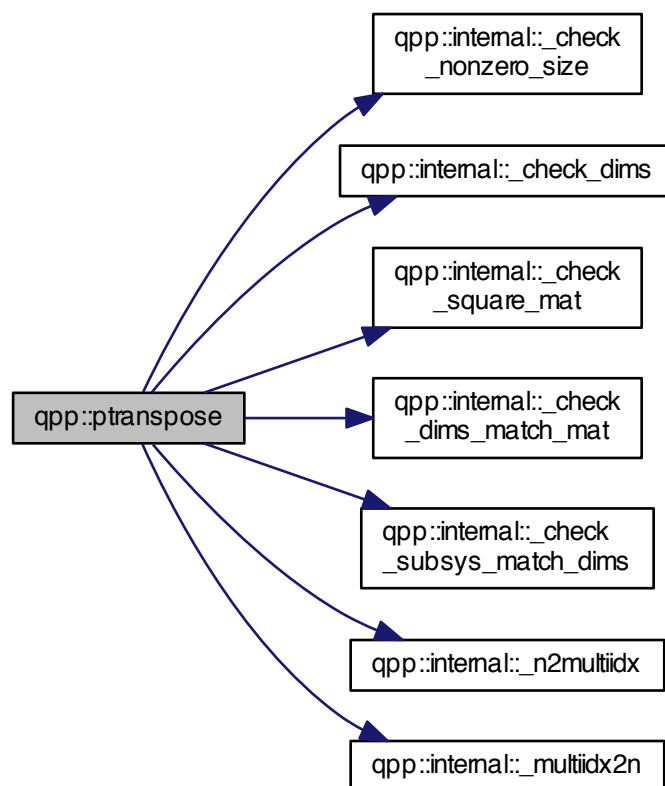 qpp::internal::_check
_nonzero_size
qpp::internal::_check_dims
qpp::internal::_check
_square_mat
qpp::ptranspose
qpp::internal::_check
_dims_match_mat
qpp::internal::_check
_subsys_match_dims
qpp::internal::_n2multiidx
qpp::internal::_multiidx2n